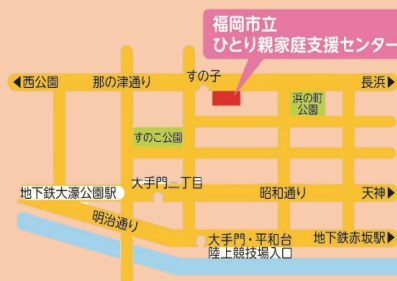 福岡市立
ひとり親家庭支援センター
◀西公園
那の津通り
すの子
長浜▶
浜の町
公園
すのこ公園
大手門二丁目
地下鉄大濠公園駅
昭和通り
天神▶
明治通り
大手門・平和台
陸上競技場入口
地下鉄赤坂駅▶